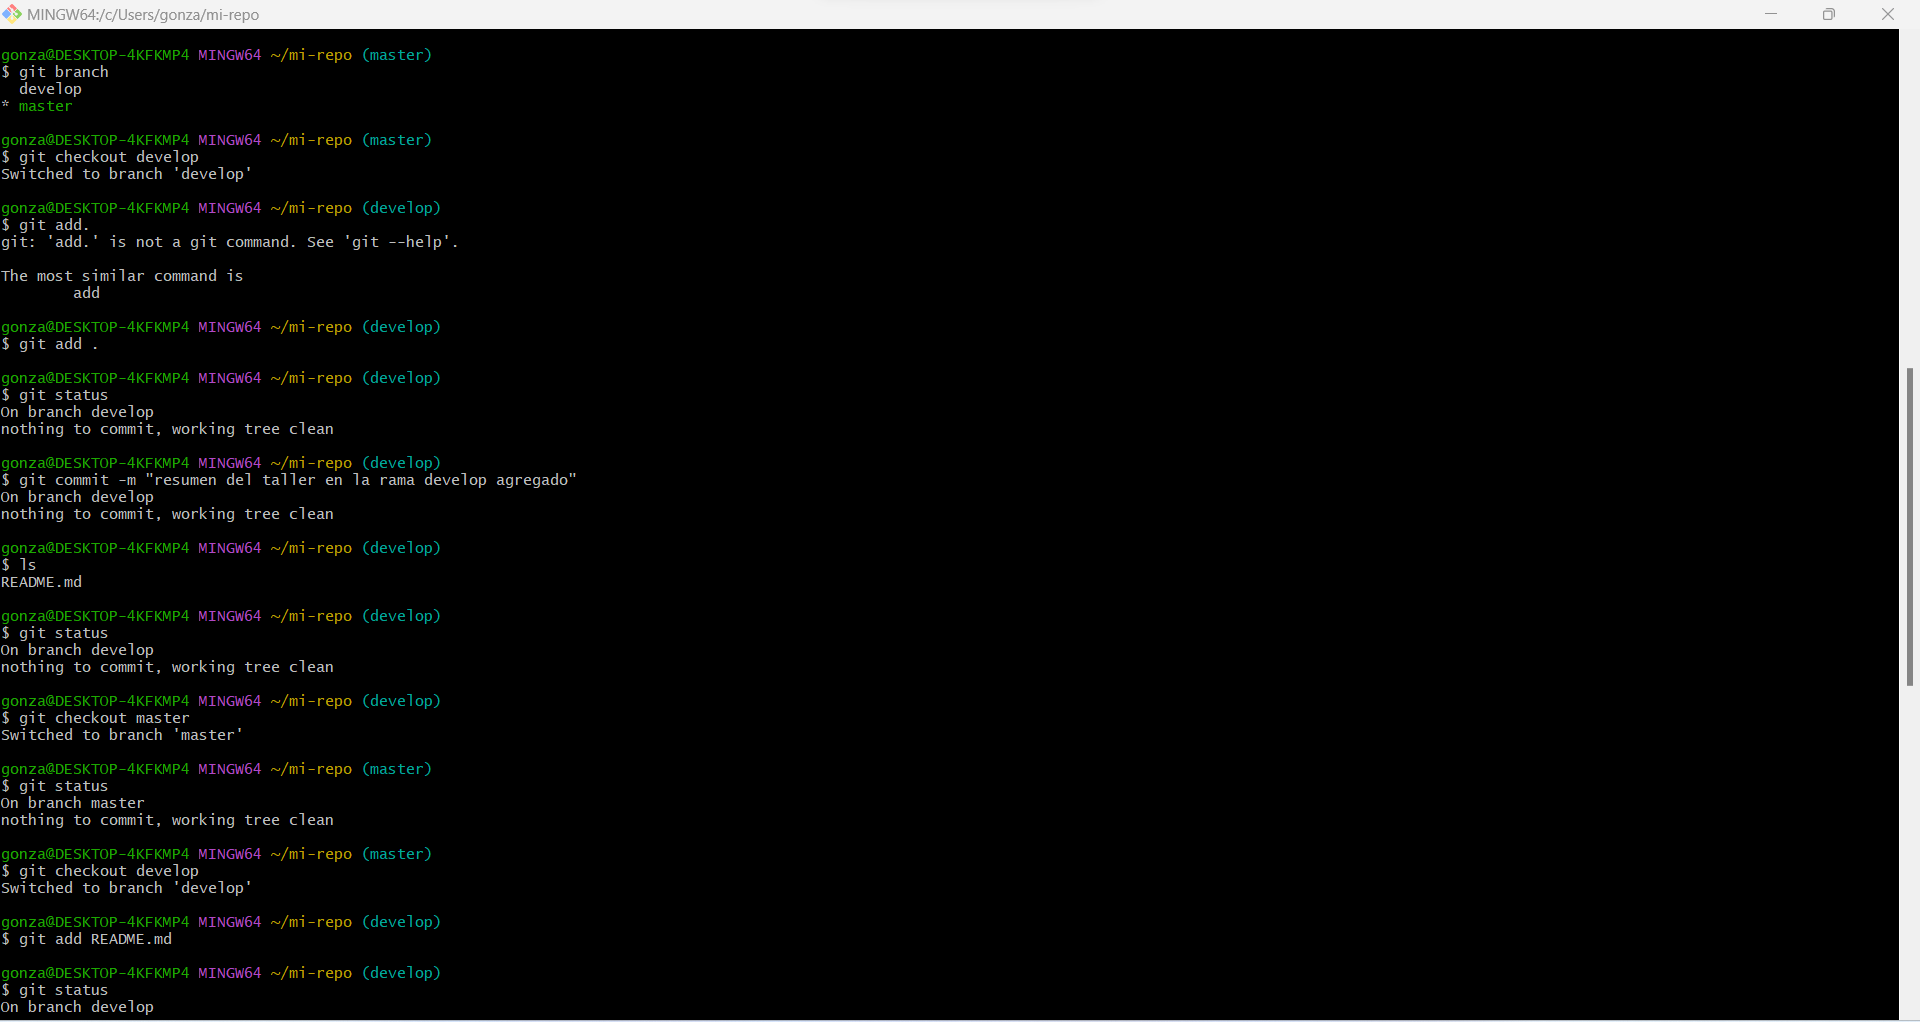 MINGW64:/c/Users/gonza/mi-repo
gonza@DESKTOP-4KFKMP4 MINGW64 ~/mi-repo (master)
$ git branch
  develop
* master
gonza@DESKTOP-4KFKMP4 MINGW64 ~/mi-repo (master)
$ git checkout develop
Switched to branch 'develop'
gonza@DESKTOP-4KFKMP4 MINGW64 ~/mi-repo (develop)
$ git add.
git: 'add.' is not a git command. See 'git --help'.
The most similar command is
        add
gonza@DESKTOP-4KFKMP4 MINGW64 ~/mi-repo (develop)
$ git add .
gonza@DESKTOP-4KFKMP4 MINGW64 ~/mi-repo (develop)
$ git status
On branch develop
nothing to commit, working tree clean
gonza@DESKTOP-4KFKMP4 MINGW64 ~/mi-repo (develop)
$ git commit -m "resumen del taller en la rama develop agregado"
On branch develop
nothing to commit, working tree clean
gonza@DESKTOP-4KFKMP4 MINGW64 ~/mi-repo (develop)
$ ls
README.md
gonza@DESKTOP-4KFKMP4 MINGW64 ~/mi-repo (develop)
$ git status
On branch develop
nothing to commit, working tree clean
gonza@DESKTOP-4KFKMP4 MINGW64 ~/mi-repo (develop)
$ git checkout master
Switched to branch 'master'
gonza@DESKTOP-4KFKMP4 MINGW64 ~/mi-repo (master)
$ git status
On branch master
nothing to commit, working tree clean
gonza@DESKTOP-4KFKMP4 MINGW64 ~/mi-repo (master)
$ git checkout develop
Switched to branch 'develop'
gonza@DESKTOP-4KFKMP4 MINGW64 ~/mi-repo (develop)
$ git add README.md
gonza@DESKTOP-4KFKMP4 MINGW64 ~/mi-repo (develop)
$ git status
On branch develop